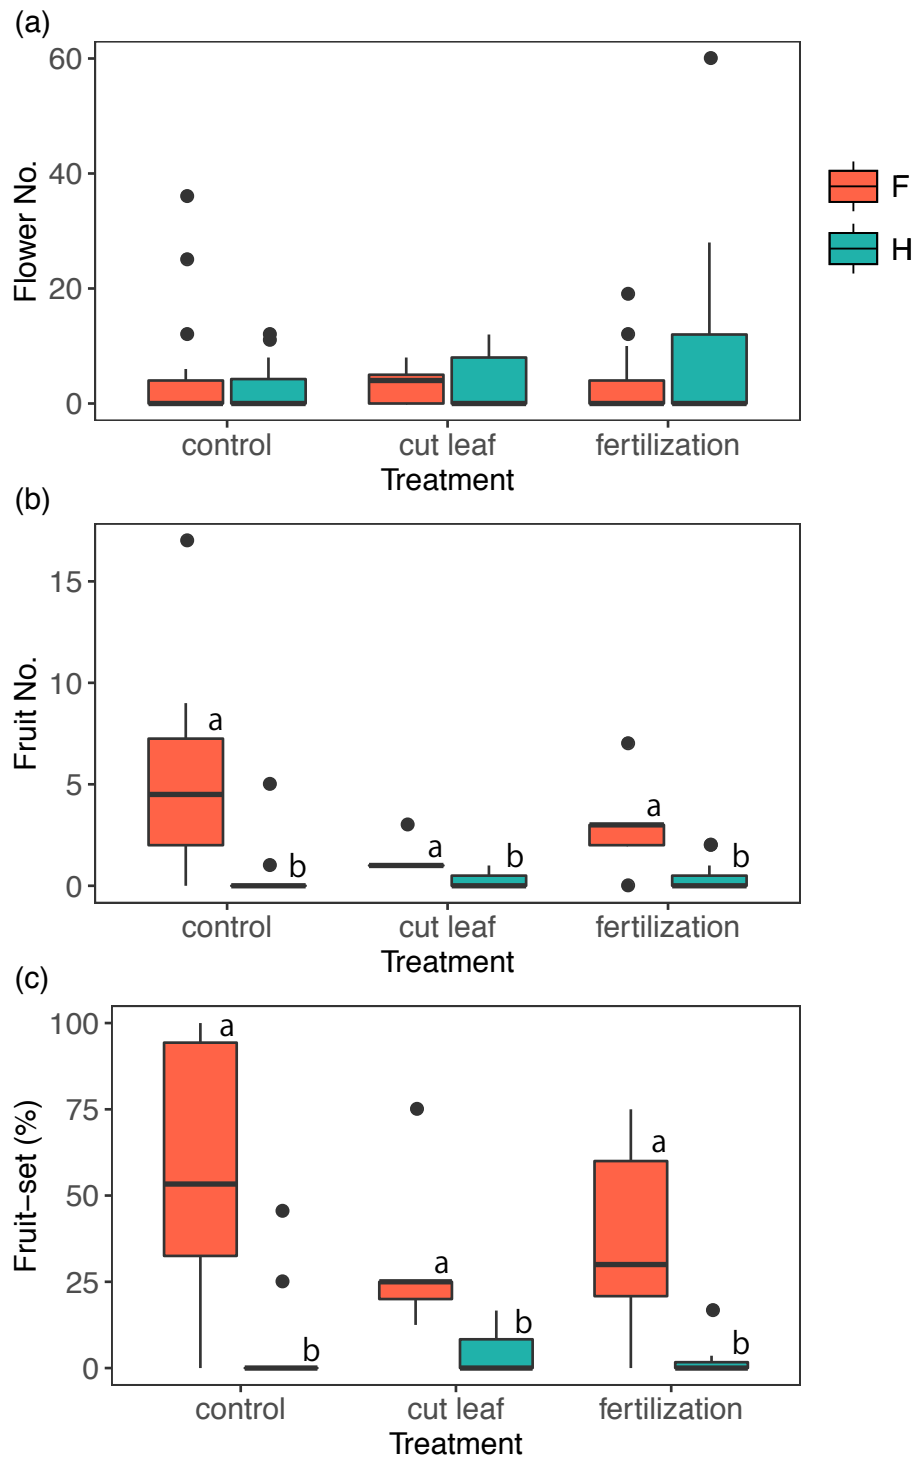 (a)
60
40
20
0
Flower No.
control cut leaf fertilization
Treatment
F
H
(b)
15
10
5
0
Fruit No.
a
b
a
b
a
b
control cut leaf fertilization
Treatment
(c)
100
75
50
25
0
Fruit−set (%)
a
b
a
b
a
b
control cut leaf fertilization
Treatment